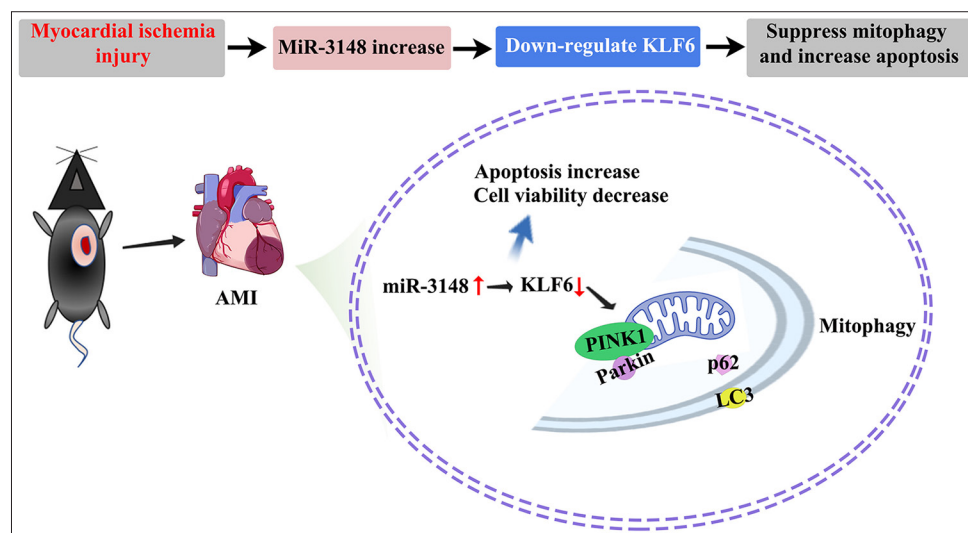 Myocardial ischemia
injury
MiR-3148 increase
Down-regulate KLF6
Suppress mitophagy
and increase apoptosis
Apoptosis increase
Cell viability decrease
AMI
miR-3148
KLF6
PINK1
Parkin
p62
LC3
Mitophagy